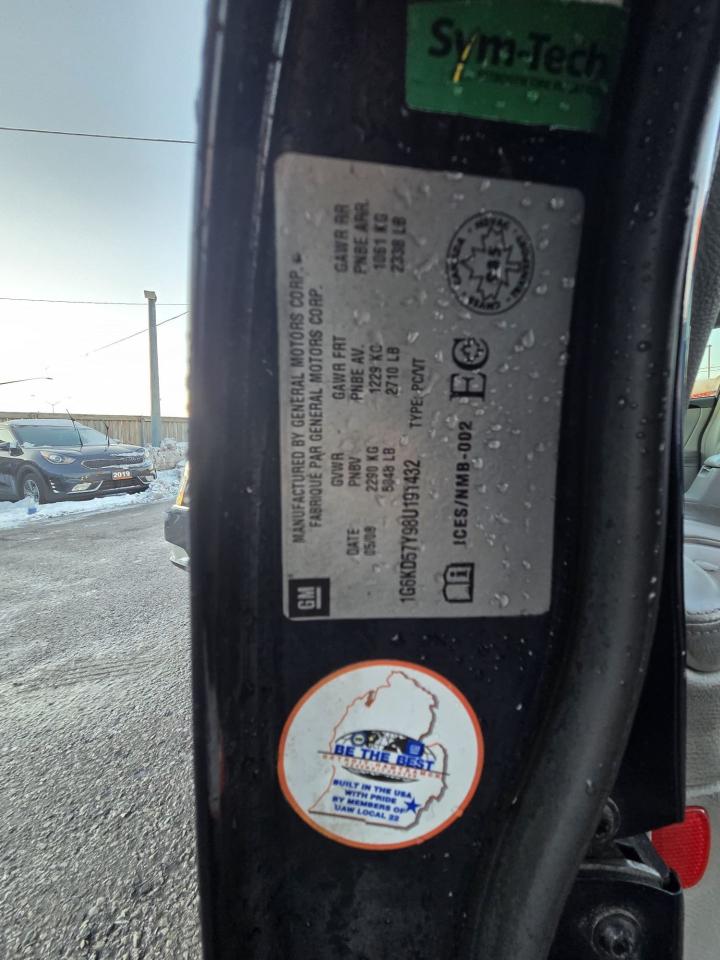 Sym-Tech
MANUFACTURED BY GENERAL MOTORS CORP.
FABRIQUE PAR GENERAL MOTORS CORP.
DATE GVWR GAWR FRT GAWR RR
05/08 PNBV PNBE AV. PNBE ARR.
2290 KG 1229 KG 1061 KG
5048 LB 2710 LB 2338 LB
1G6KD57Y98U191432 TYPE: PC/VT
ICES/NMB-002
GM
BE THE BEST
BUILT IN THE USA
WITH PRIDE
BY MEMBERS OF
UAW LOCAL 22
2019